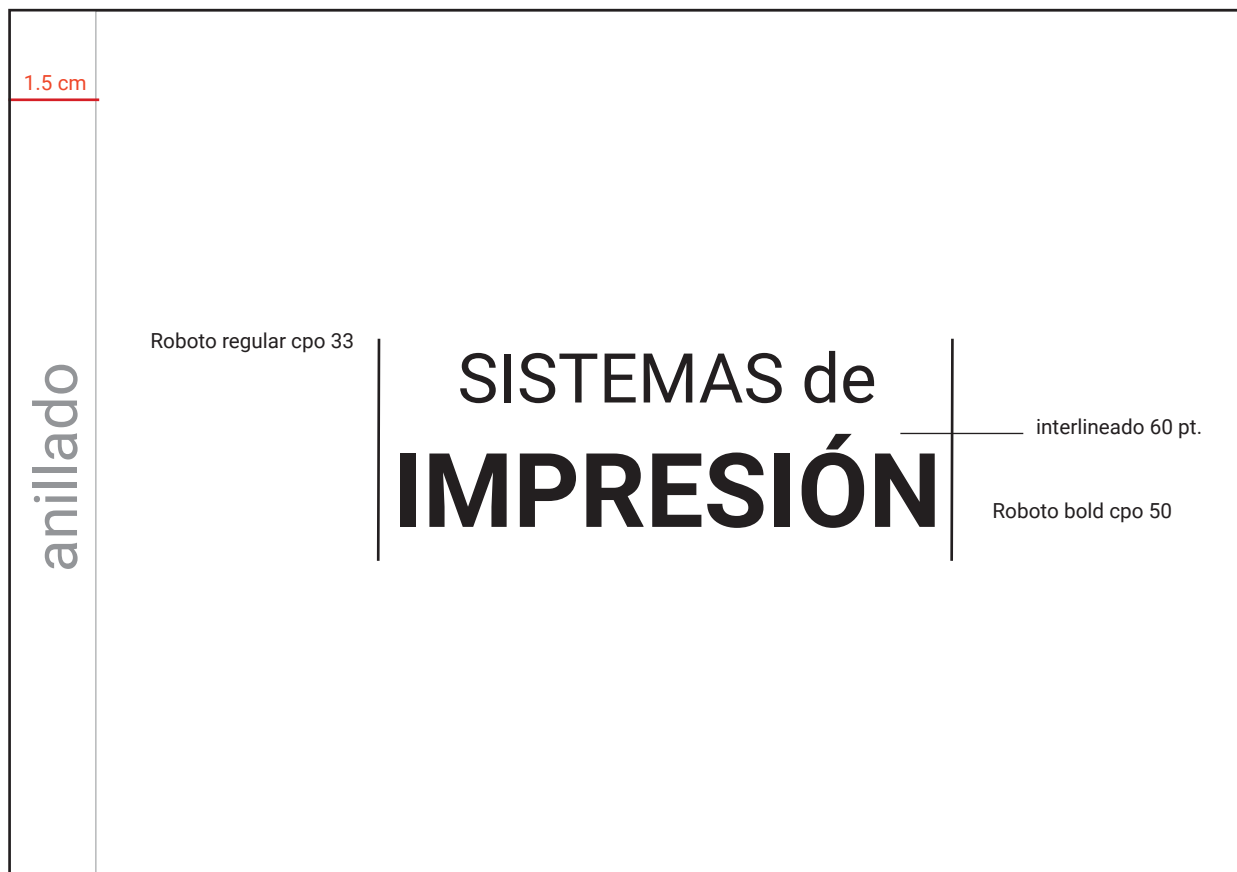 1.5 cm
Roboto regular cpo 33
SISTEMAS de
interlineado 60 pt.
IMPRESIÓN
Roboto bold cpo 50
anillado